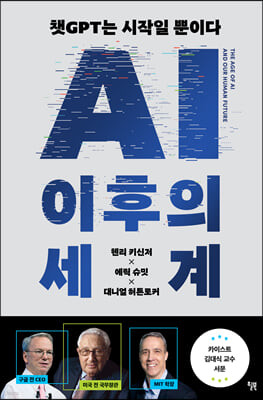 챗GPT는 시작일 뿐이다
THE AGE OF AI
AND OUR HUMAN FUTURE
AI
이후의
세계
헨리 키신저
×
에릭 슈밋
×
대니얼 허튼로커
구글 전 CEO
미국 전 국무장관
MIT 학장
카이스트
김대식 교수
서문
윌북